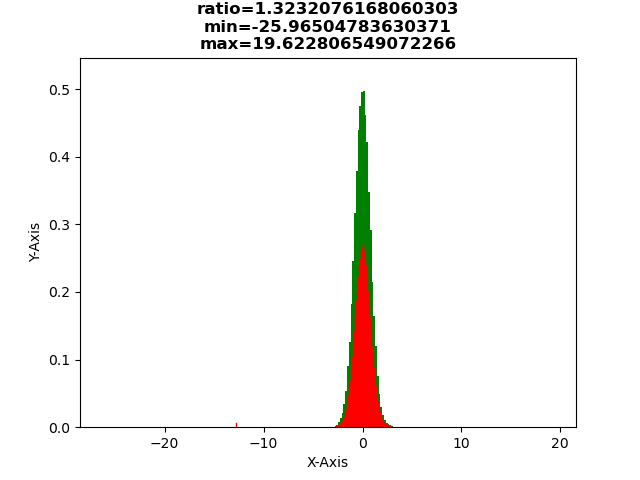 ratio=1.3232076168060303
min=-25.96504783630371
max=19.622806549072266
0.5
0.4
0.3
0.2
0.1
0.0
Y-Axis
−20
−10
0
10
20
X-Axis